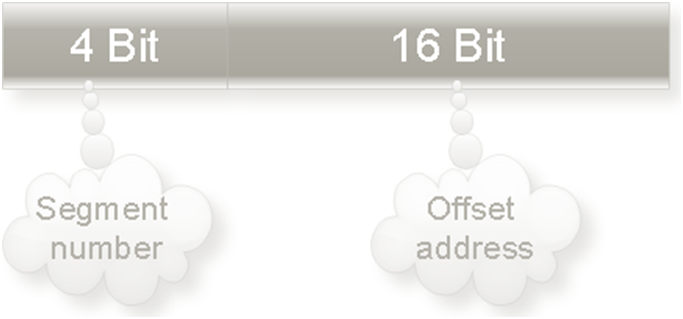 4 Bit
16 Bit
Segment
number
Offset
address